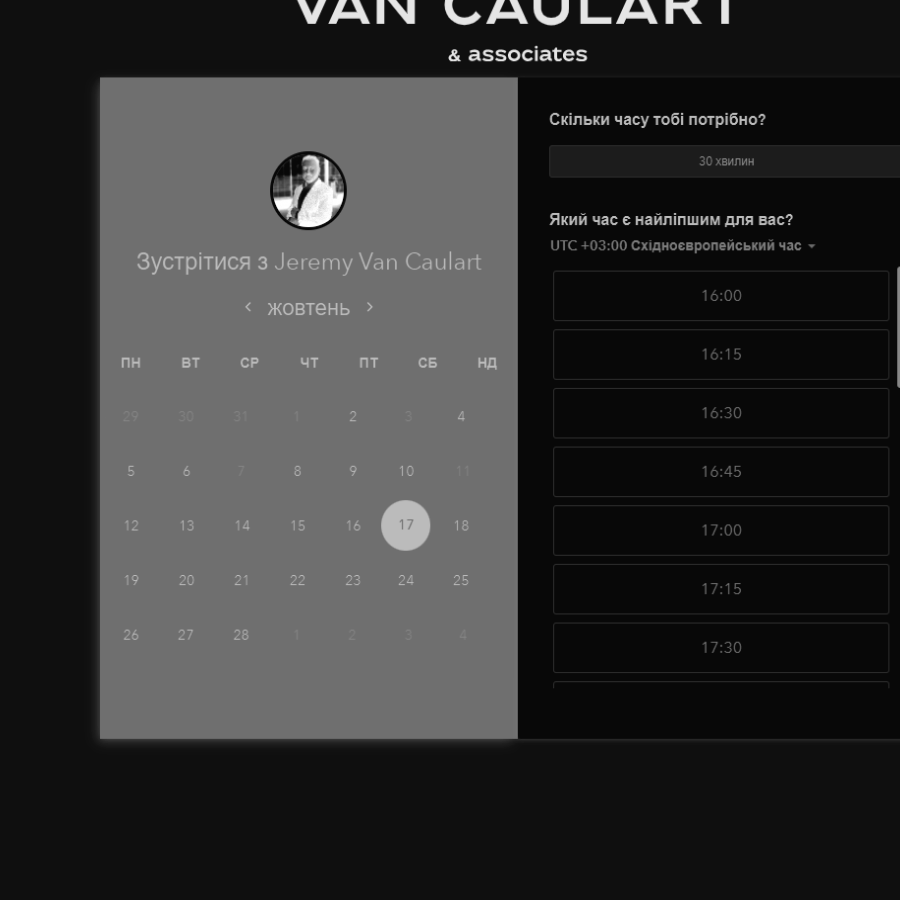 VAN CAULART
& associates
Зустрітися з Jeremy Van Caulart
жовтень
ПН ВТ СР ЧТ ПТ СБ НД
29 30 31 1 2 3 4
5 6 7 8 9 10 11
12 13 14 15 16 17 18
19 20 21 22 23 24 25
26 27 28 1 2 3 4
Скільки часу тобі потрібно?
30 хвилин
Який час є найліпшим для вас?
UTC +03:00 Східноєвропейський час
16:00
16:15
16:30
16:45
17:00
17:15
17:30